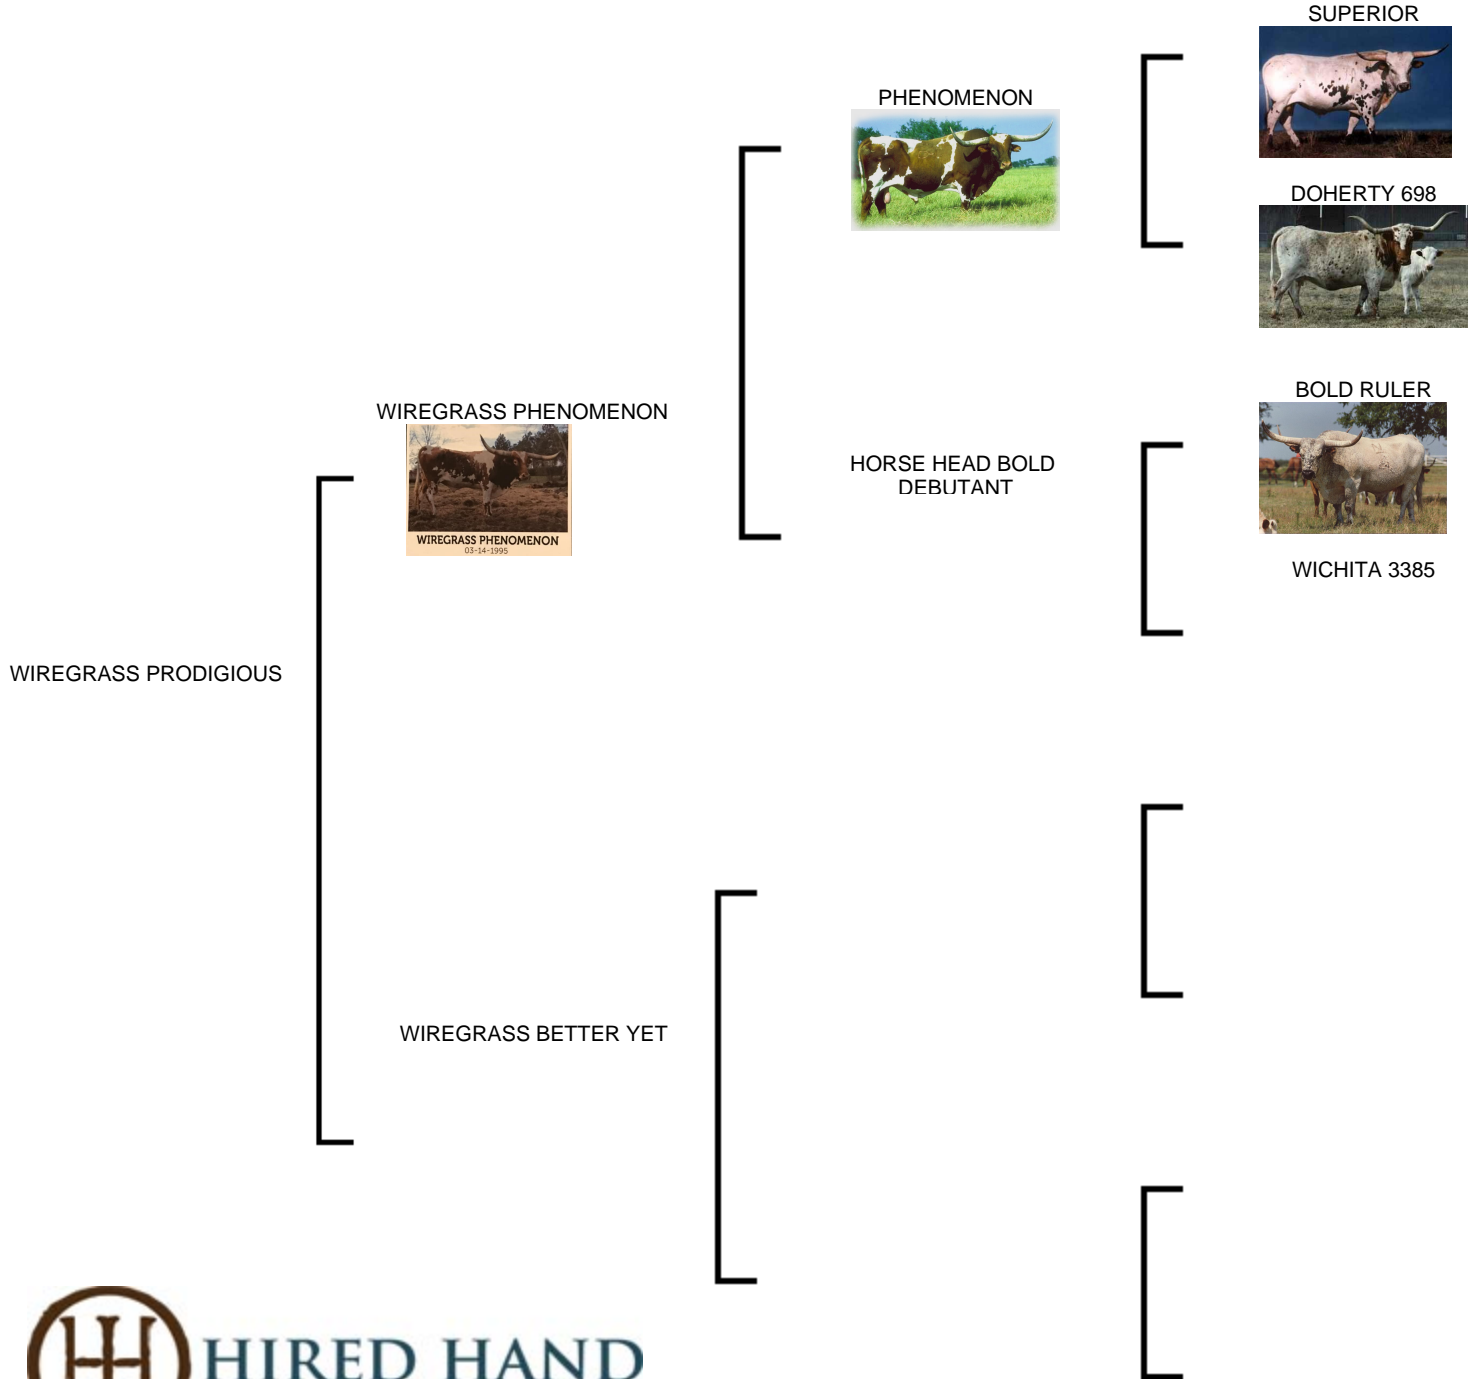 SUPERIOR
PHENOMENON
DOHERTY 698
BOLD RULER
WIREGRASS PHENOMENON
HORSE HEAD BOLD
DEBUTANT
WIREGRASS PHENOMENON
03-14-1995
WICHITA 3385
WIREGRASS PRODIGIOUS
WIREGRASS BETTER YET
HIRED HAND